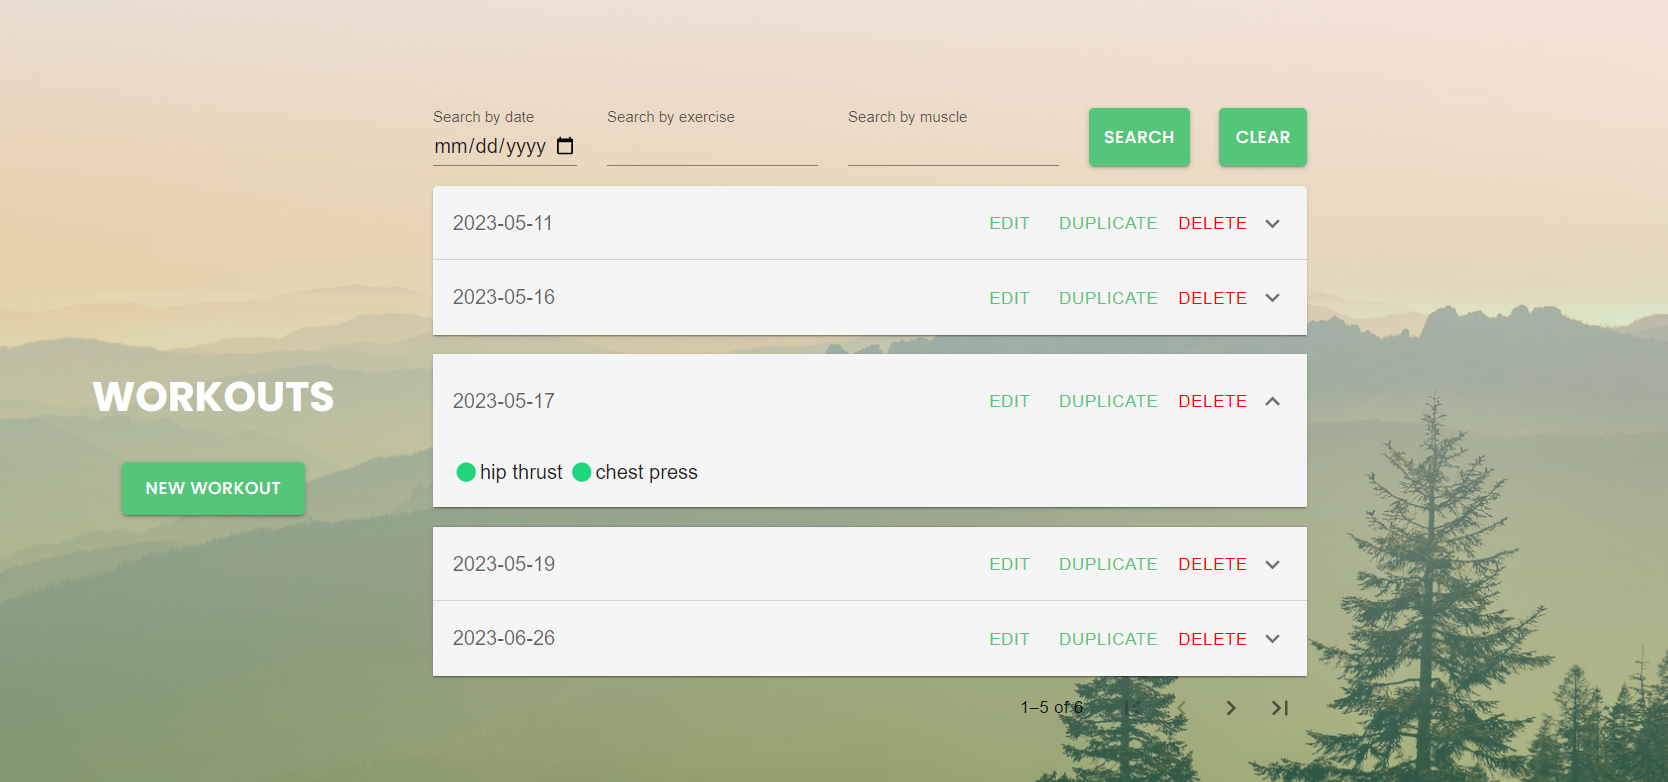 Search by date
Search by exercise
Search by muscle
mm/dd/yyyy
SEARCH
CLEAR
2023-05-11 EDIT DUPLICATE DELETE
2023-05-16 EDIT DUPLICATE DELETE
WORKOUTS
NEW WORKOUT
2023-05-17 EDIT DUPLICATE DELETE
hip thrust chest press
2023-05-19 EDIT DUPLICATE DELETE
2023-06-26 EDIT DUPLICATE DELETE
1–5 of 6